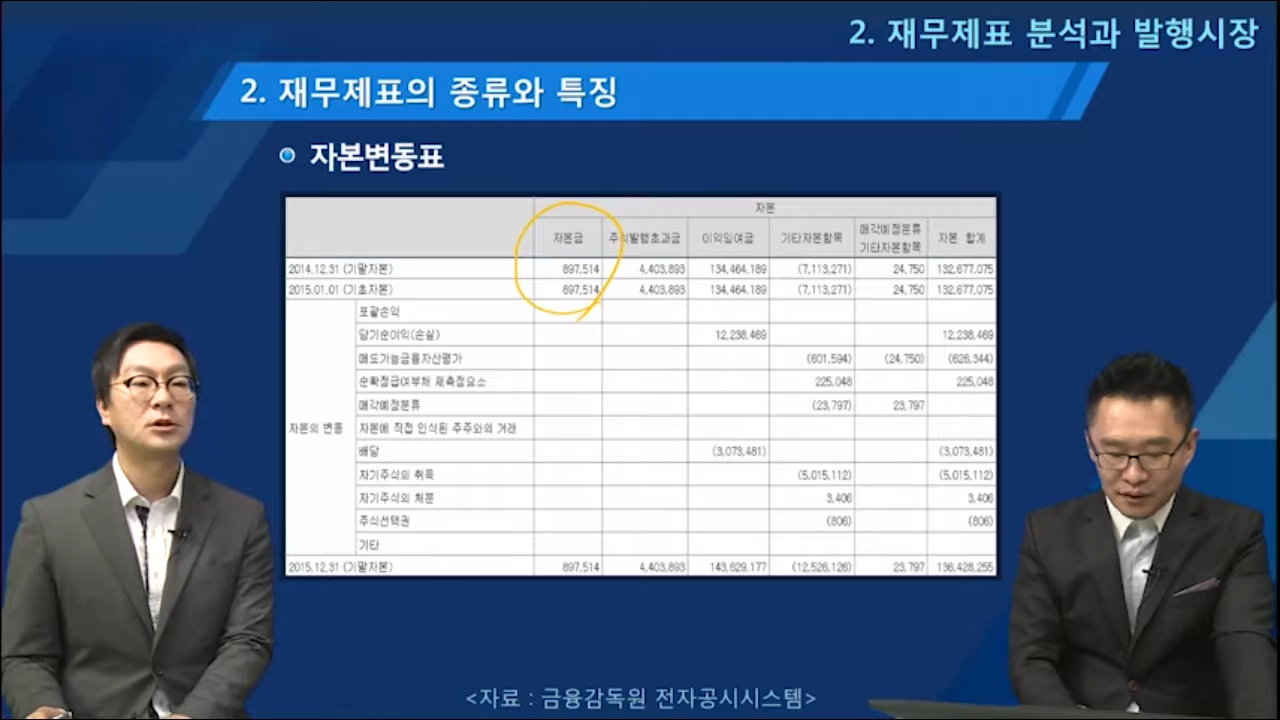 2. 재무제표 분석과 발행시장
2. 재무제표의 종류와 특징
자본변동표
자본
자본금 주식발행초과금 이익잉여금 기타자본항목 매각예정분류 기타자본항목 자본 합계
2014.12.31 (기말자본) 897,514 4,403,893 134,464,189 (7,113,271) 24,750 132,677,075
2015.01.01 (기초자본) 897,514 4,403,893 134,464,189 (7,113,271) 24,750 132,677,075
자본의 변동
포괄손익
당기순이익(손실) 12,238,469 12,238,469
매도가능금융자산평가 (601,594) (24,750) (626,344)
순확정급여부채 재측정요소 225,048 225,048
매각예정분류 (23,797) 23,797
자본에 직접 인식된 주주와의 거래
배당 (3,073,481) (3,073,481)
자기주식의 취득 (5,015,112) (5,015,112)
자기주식의 처분 3,406 3,406
주식선택권 (806) (806)
기타
2015.12.31 (기말자본) 897,514 4,403,893 143,629,177 (12,526,126) 23,797 136,428,255
<자료 : 금융감독원 전자공시시스템>